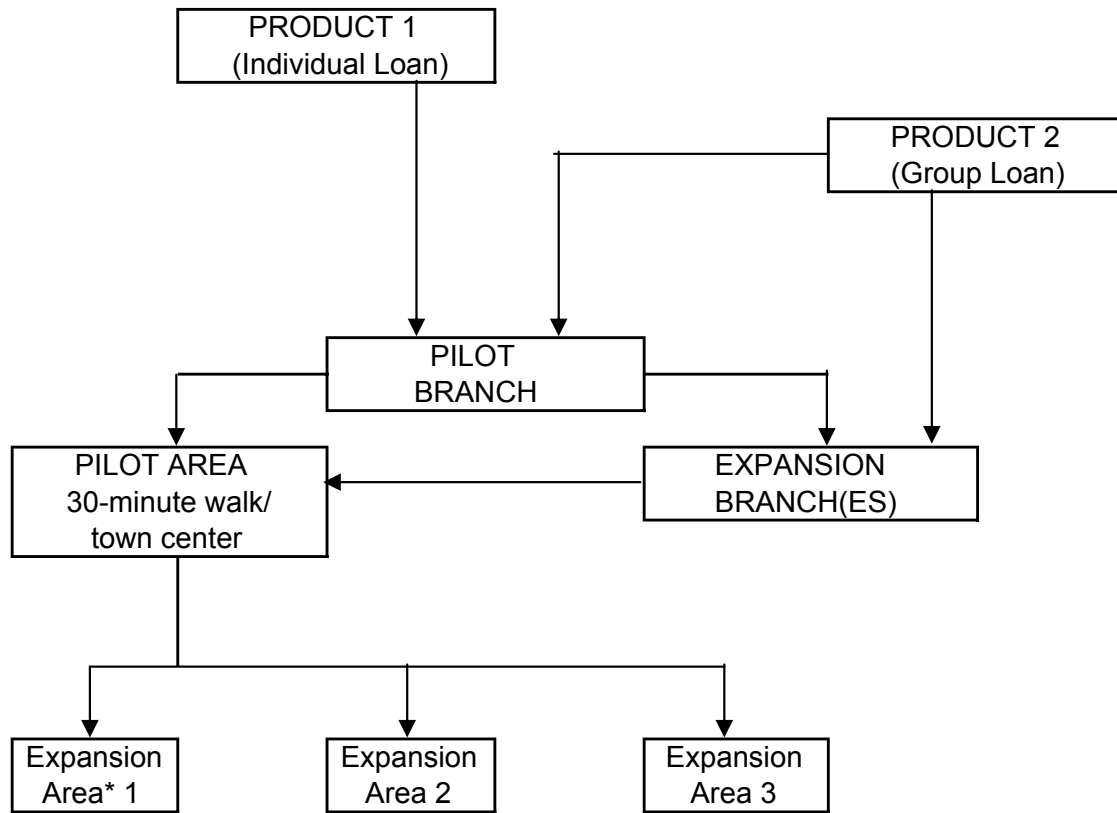 PRODUCT 1
(Individual Loan)
PRODUCT 2
(Group Loan)
PILOT
BRANCH
PILOT AREA
30-minute walk/
town center
EXPANSION
BRANCH(ES)
Expansion
Area* 1
Expansion
Area 2
Expansion
Area 3